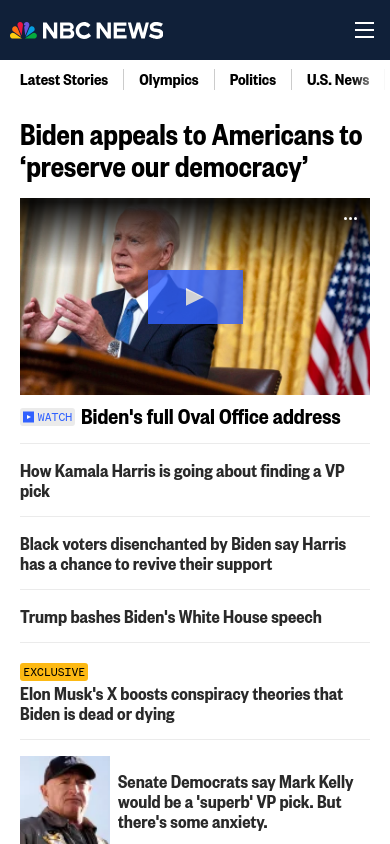 NBC NEWS
Latest Stories
Olympics
Politics
U.S. News
Biden appeals to Americans to
‘preserve our democracy’
WATCH Biden's full Oval Office address
How Kamala Harris is going about finding a VP
pick
Black voters disenchanted by Biden say Harris
has a chance to revive their support
Trump bashes Biden's White House speech
EXCLUSIVE
Elon Musk's X boosts conspiracy theories that
Biden is dead or dying
Senate Democrats say Mark Kelly
would be a 'superb' VP pick. But
there's some anxiety.